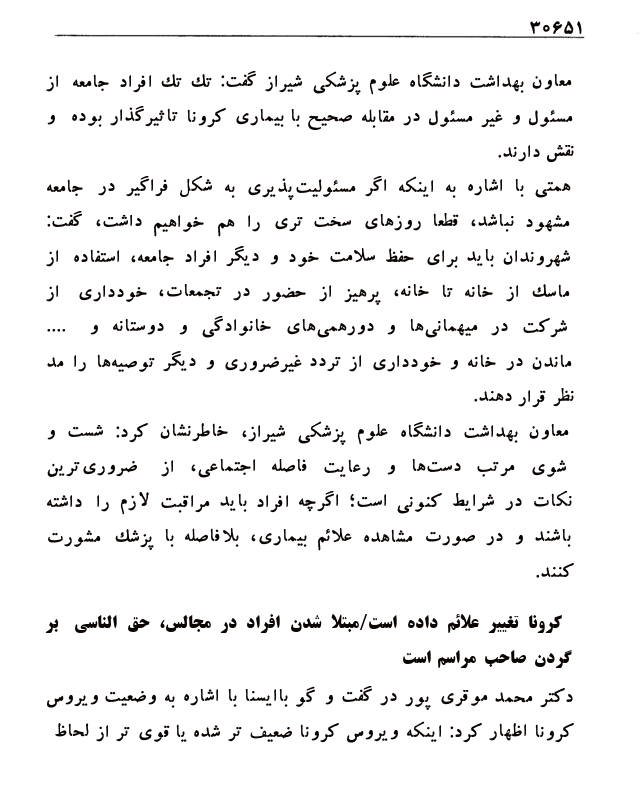 ۳۰۶۵۱
معاون بهداشت دانشگاه علوم پزشکی شیراز گفت: تك تك افراد جامعه از
مسئول و غیر مسئول در مقابله صحیح با بیماری کرونا تاثیرگذار بوده و
نقش دارند.
همتی با اشاره به اینکه اگر مسئولیت‌پذیری به شکل فراگیر در جامعه
مشهود نباشد، قطعا روزهای سخت تری را هم خواهیم داشت، گفت:
شهروندان باید برای حفظ سلامت خود و دیگر افراد جامعه، استفاده از
ماسك از خانه تا خانه، پرهیز از حضور در تجمعات، خودداری از
شرکت در میهمانی‌ها و دورهمی‌های خانوادگی و دوستانه و ....
ماندن در خانه و خودداری از تردد غیرضروری و دیگر توصیه‌ها را مد
نظر قرار دهند.
معاون بهداشت دانشگاه علوم پزشکی شیراز، خاطرنشان کرد: شست و
شوی مرتب دست‌ها و رعایت فاصله اجتماعی، از ضروری‌ترین
نکات در شرایط کنونی است؛ اگرچه افراد باید مراقبت لازم را داشته
باشند و در صورت مشاهده علائم بیماری، بلافاصله با پزشك مشورت
کنند.
کرونا تغییر علائم داده است/مبتلا شدن افراد در مجالس، حق الناسی بر
گردن صاحب مراسم است
دکتر محمد موقری پور در گفت و گو باایسنا با اشاره به وضعیت ویروس
کرونا اظهار کرد: اینکه ویروس کرونا ضعیف تر شده یا قوی تر از لحاظ